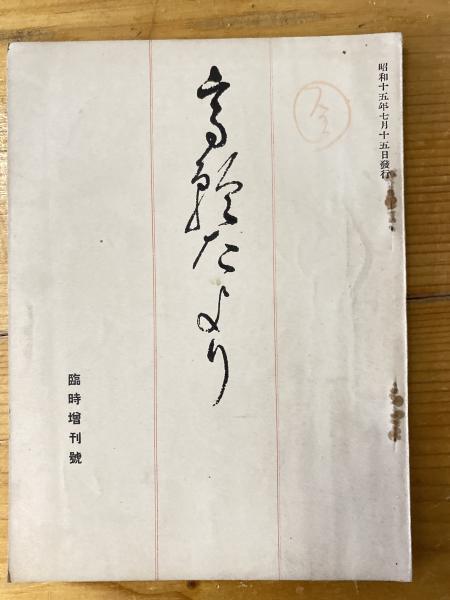 昭和十五年七月十五日發行
たより
臨時增刊號